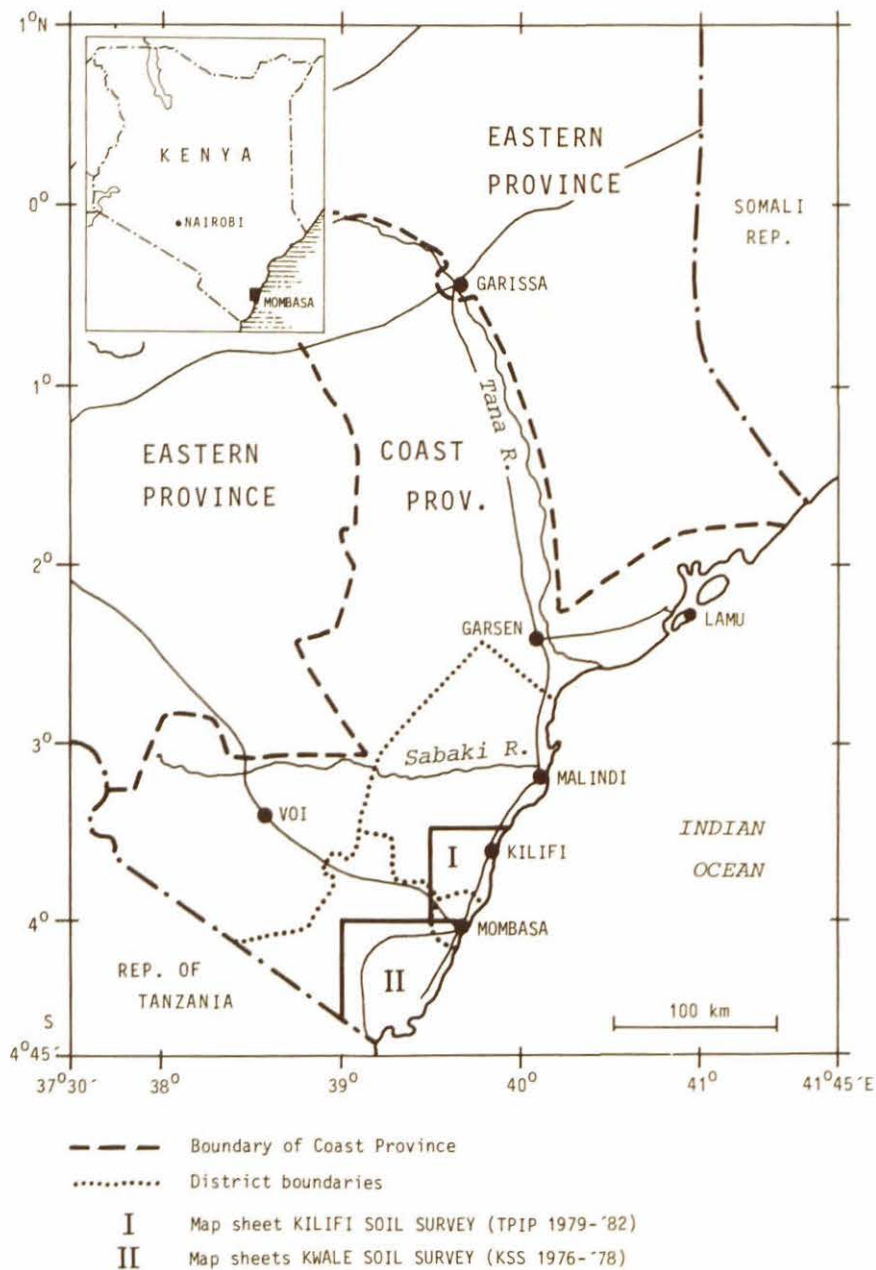 1°N
KENYA
NAIROBI
MOMBASA
EASTERN
PROVINCE
SOMALI
REP.
0°
GARISSA
1°
Tana R.
EASTERN
PROVINCE
COAST
PROV.
2°
GARSEN
LAMU
3°
Sabaki R.
MALINDI
VOI
INDIAN
OCEAN
I
KILIFI
4°
MOMBASA
REP. OF
TANZANIA
II
100 km
S
4°45´
37°30´
38°
39°
40°
41°
41°45´E
Boundary of Coast Province
District boundaries
I Map sheet KILIFI SOIL SURVEY (TPIP 1979-´82)
II Map sheets KWALE SOIL SURVEY (KSS 1976-´78)